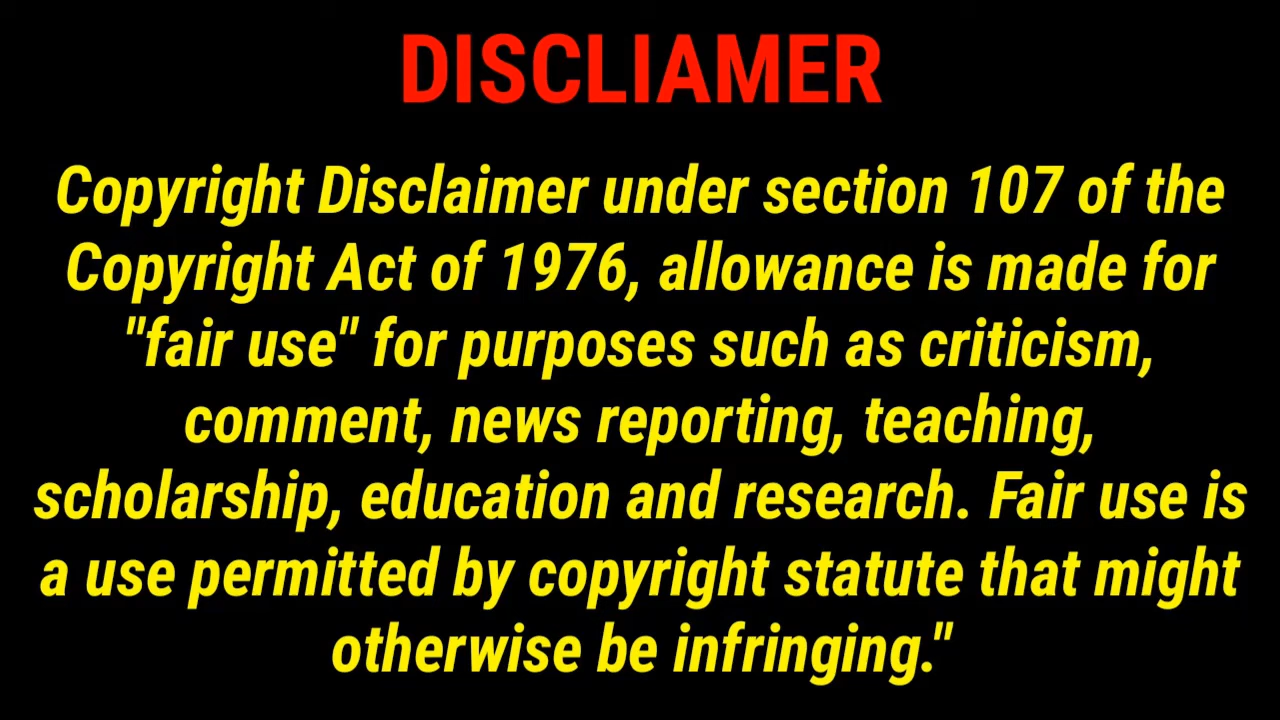 DISCLIAMER
Copyright Disclaimer under section 107 of the
Copyright Act of 1976, allowance is made for
"fair use" for purposes such as criticism,
comment, news reporting, teaching,
scholarship, education and research. Fair use is
a use permitted by copyright statute that might
otherwise be infringing."